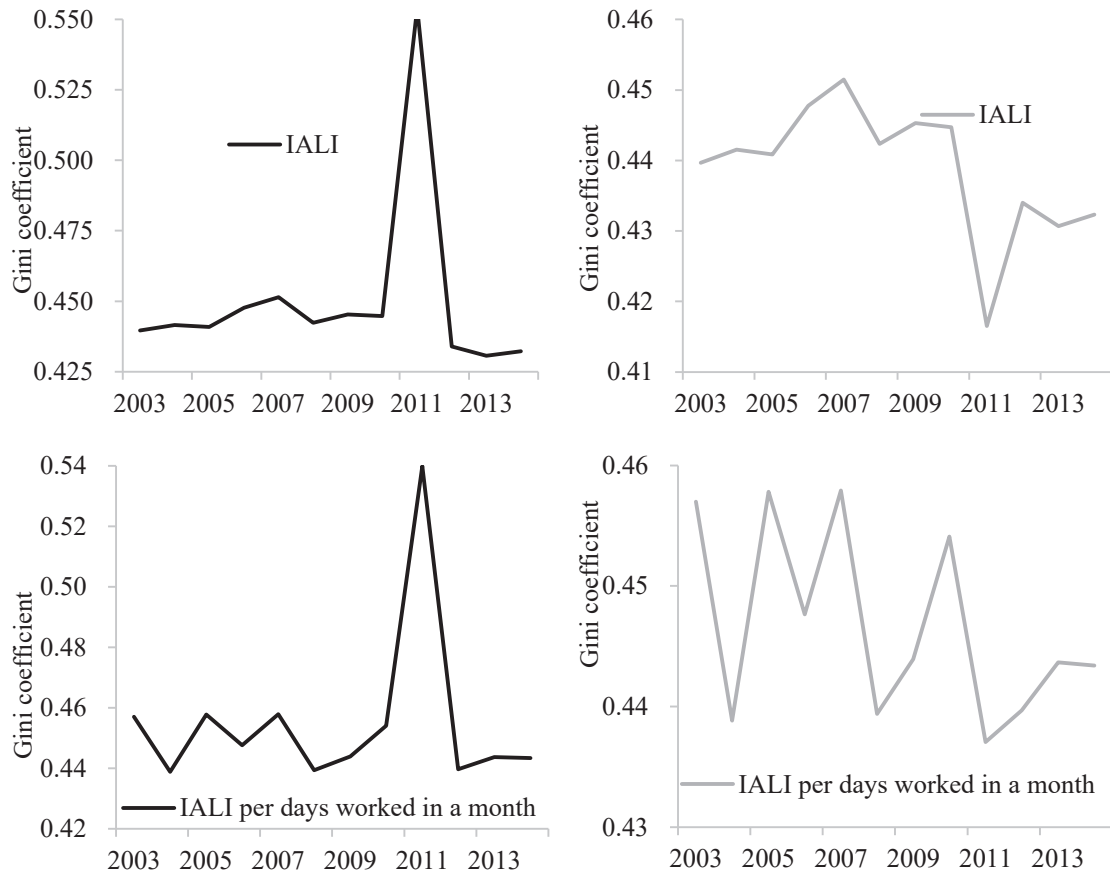 Gini coefficient
0.550
0.525
0.500
0.475
0.450
0.425
IALI
2003 2005 2007 2009 2011 2013
Gini coefficient
0.46
0.45
0.44
0.43
0.42
0.41
IALI
2003 2005 2007 2009 2011 2013
Gini coefficient
0.54
0.52
0.50
0.48
0.46
0.44
0.42
IALI per days worked in a month
2003 2005 2007 2009 2011 2013
Gini coefficient
0.46
0.45
0.44
0.43
IALI per days worked in a month
2003 2005 2007 2009 2011 2013